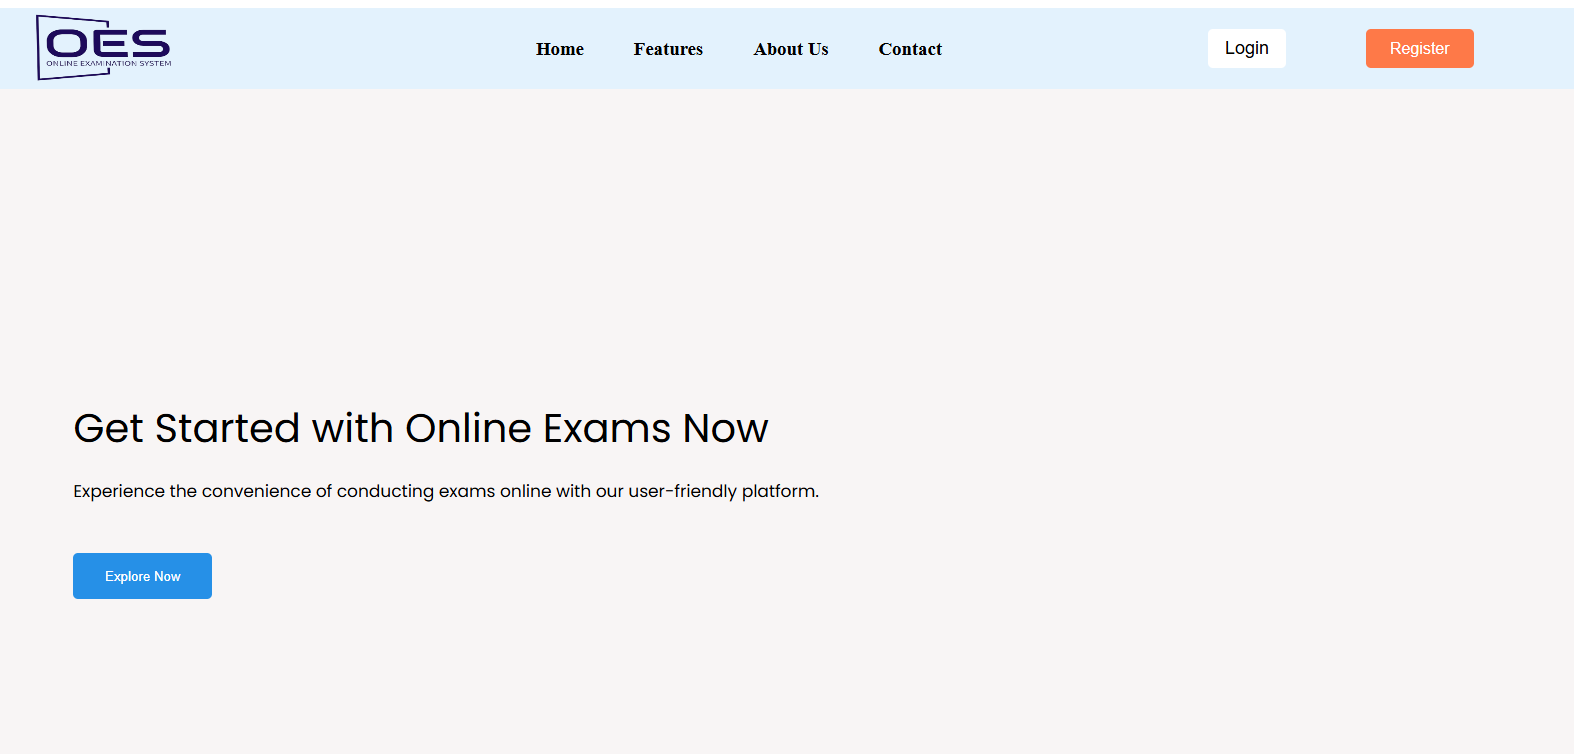 OES
ONLINE EXAMINATION SYSTEM
Home
Features
About Us
Contact
Login
Register
Get Started with Online Exams Now
Experience the convenience of conducting exams online with our user-friendly platform.
Explore Now